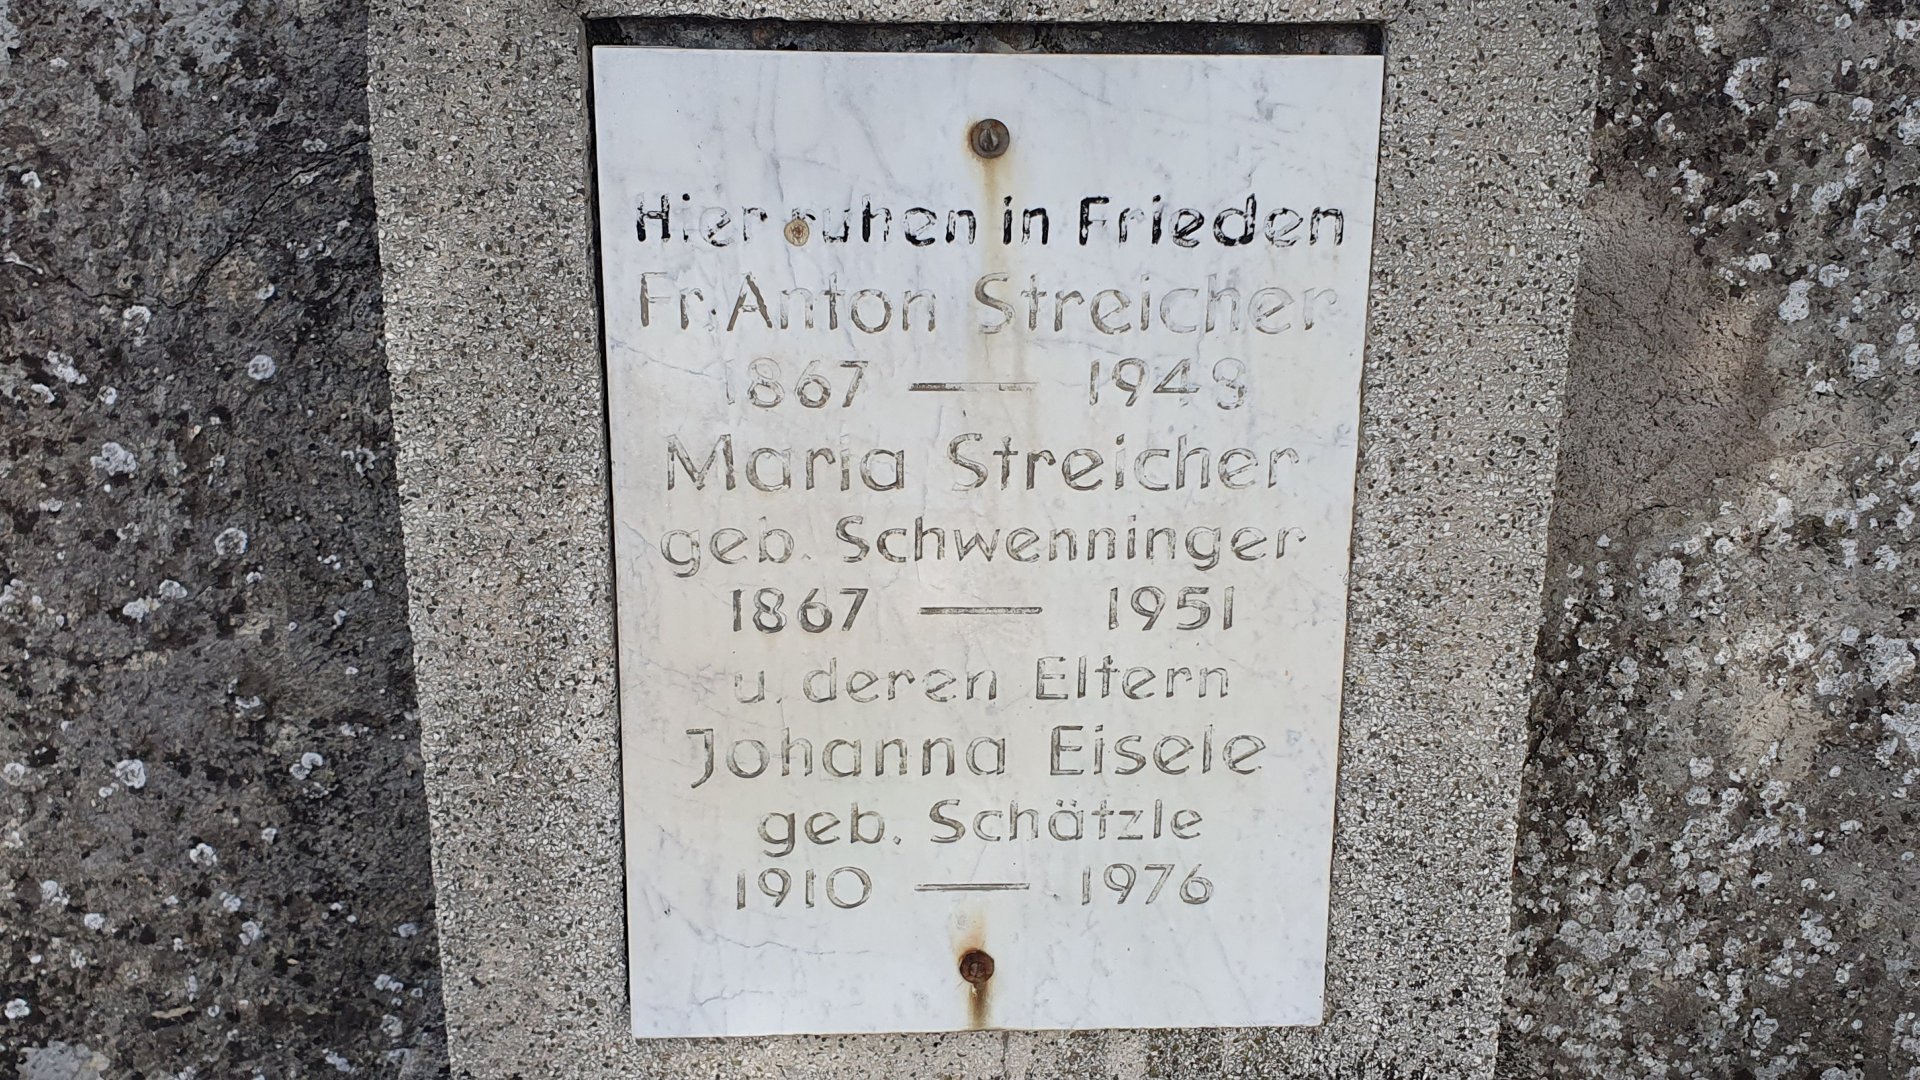 Hier ruhen in Frieden
Fr. Anton Streicher
1867 — 1943
Maria Streicher
geb. Schwenninger
1867 — 1951
u. deren Eltern
Johanna Eisele
geb. Schätzle
1910 — 1976